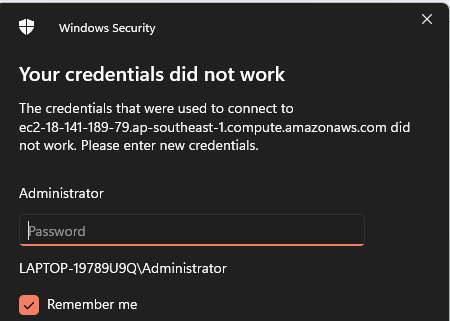 Windows Security
Your credentials did not work
The credentials that were used to connect to
ec2-18-141-189-79.ap-southeast-1.compute.amazonaws.com did
not work. Please enter new credentials.
Administrator
Password
LAPTOP-19789U9Q\Administrator
Remember me